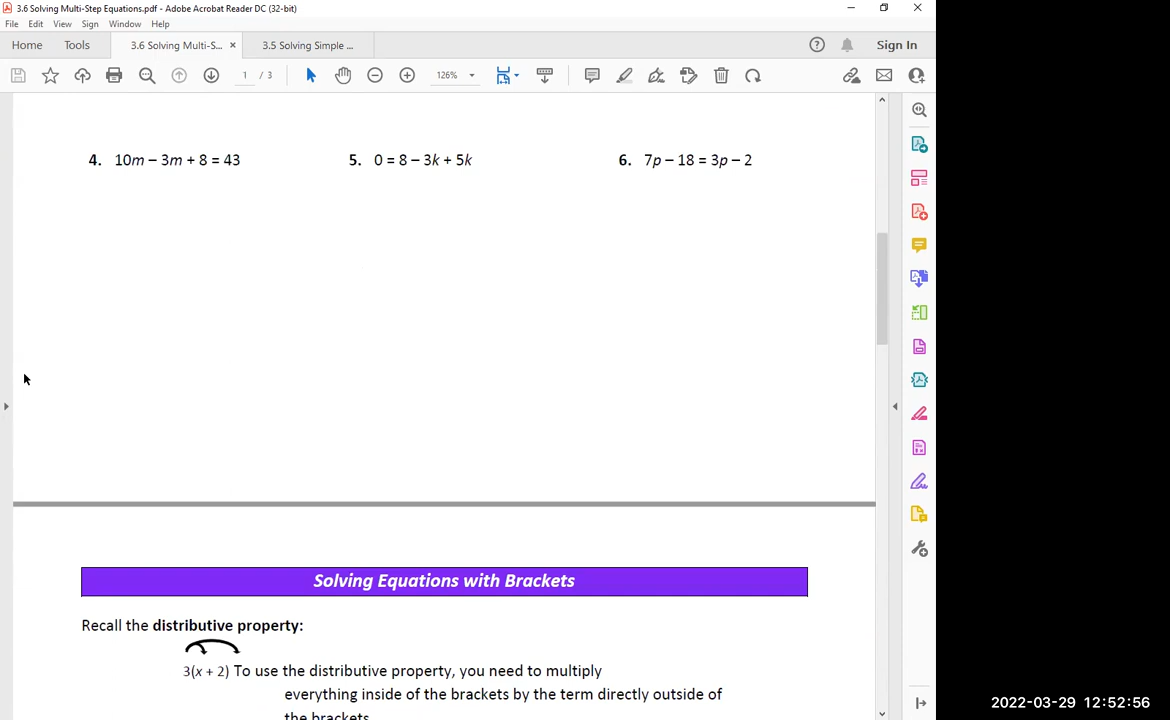 3.6 Solving Multi-Step Equations.pdf - Adobe Acrobat Reader DC (32-bit)
File Edit View Sign Window Help
Home Tools 3.6 Solving Multi-S... × 3.5 Solving Simple ... Sign In
1 / 3 126%
4. 10m – 3m + 8 = 43 5. 0 = 8 – 3k + 5k 6. 7p – 18 = 3p – 2
Solving Equations with Brackets
Recall the distributive property:
3(x + 2) To use the distributive property, you need to multiply
everything inside of the brackets by the term directly outside of
the brackets.
2022-03-29 12:52:56